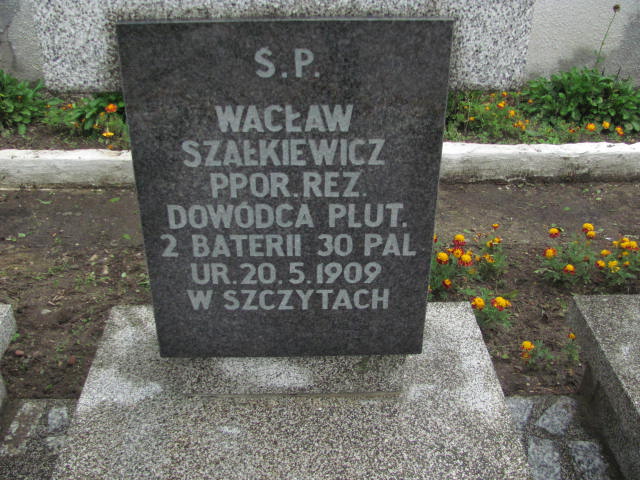 Ś.P.
WACŁAW
SZAŁKIEWICZ
PPOR. REZ.
DOWÓDCA PLUT.
2 BATERII 30 PAL
UR. 20.5.1909
W SZCZYTACH